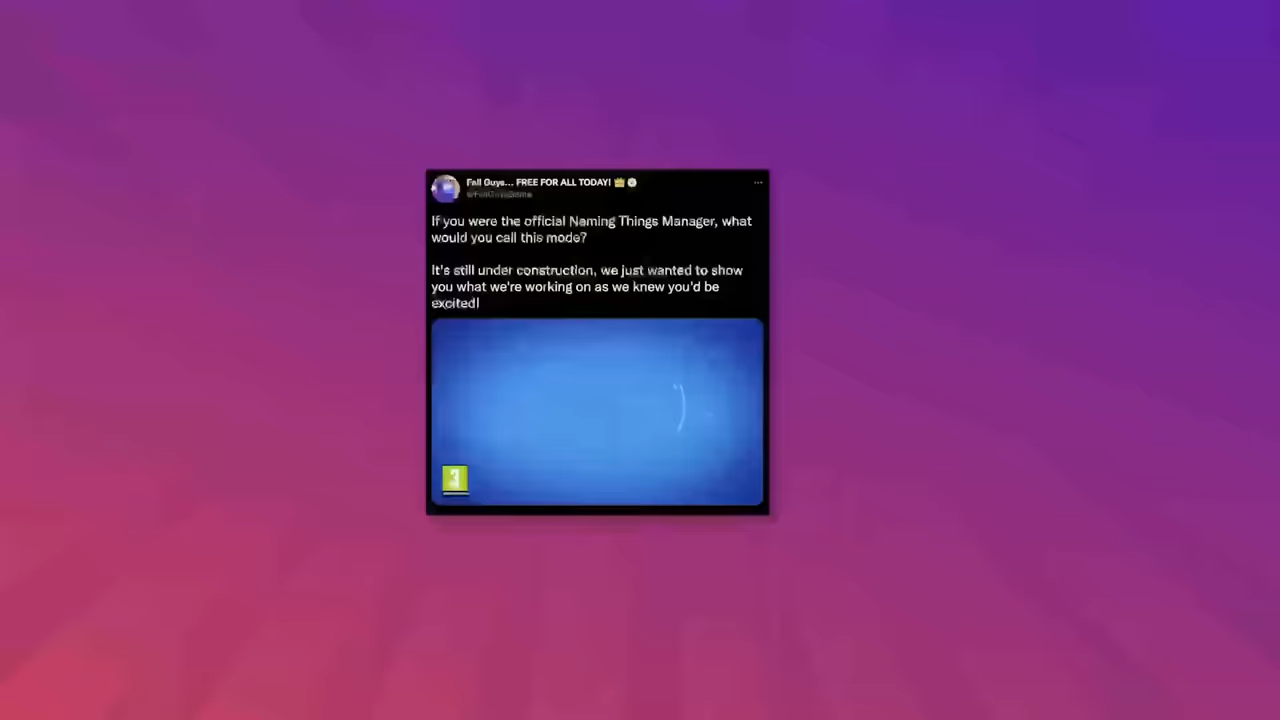 Fall Guys... FREE FOR ALL TODAY!
@FallGuysGame
If you were the official Naming Things Manager, what
would you call this mode?
It's still under construction, we just wanted to show
you what we're working on as we knew you'd be
excited!
3